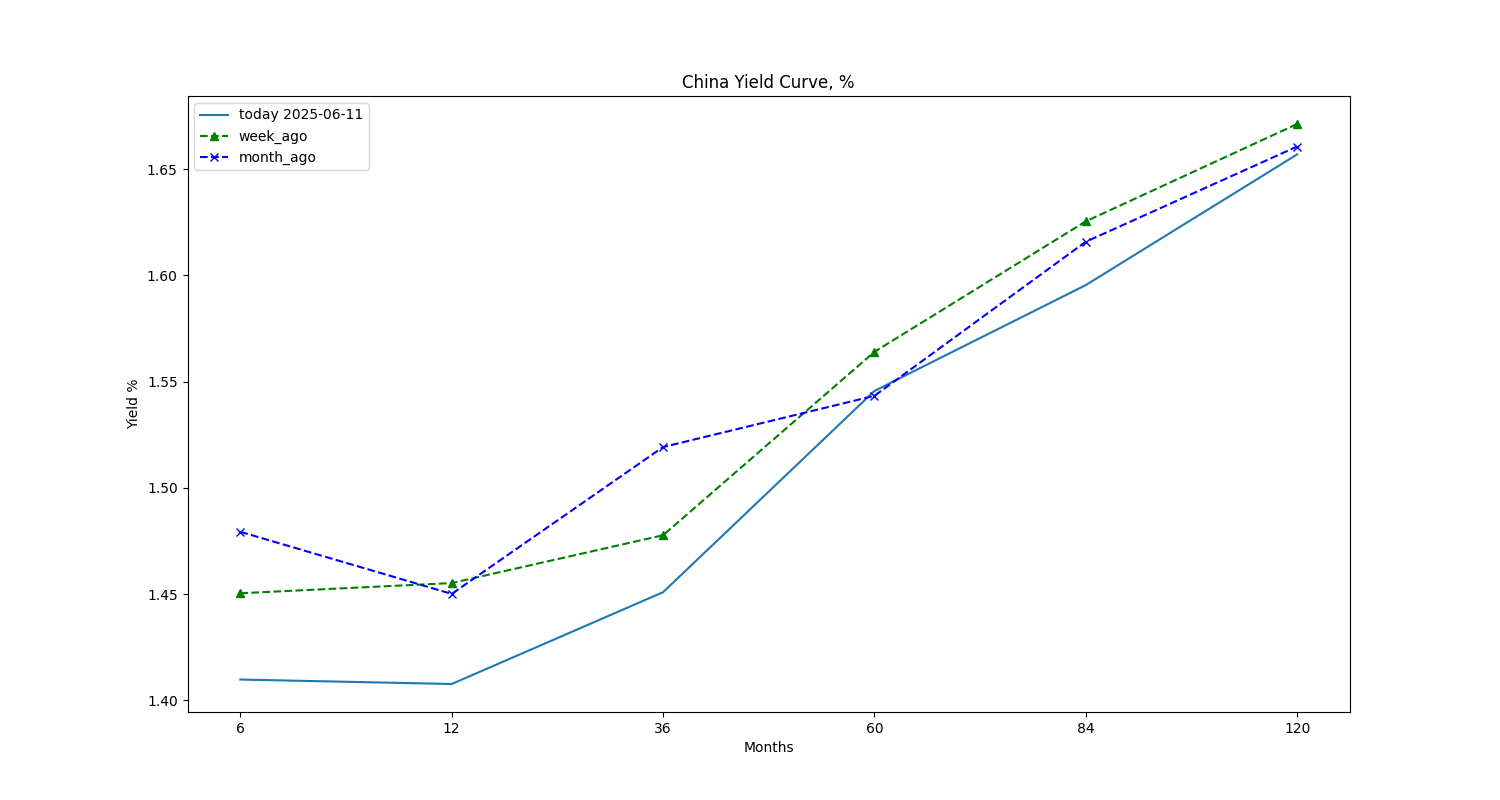 China Yield Curve, %
today 2025-06-11
week_ago
month_ago
1.65
1.60
1.55
1.50
1.45
1.40
Yield %
6 12 36 60 84 120
Months